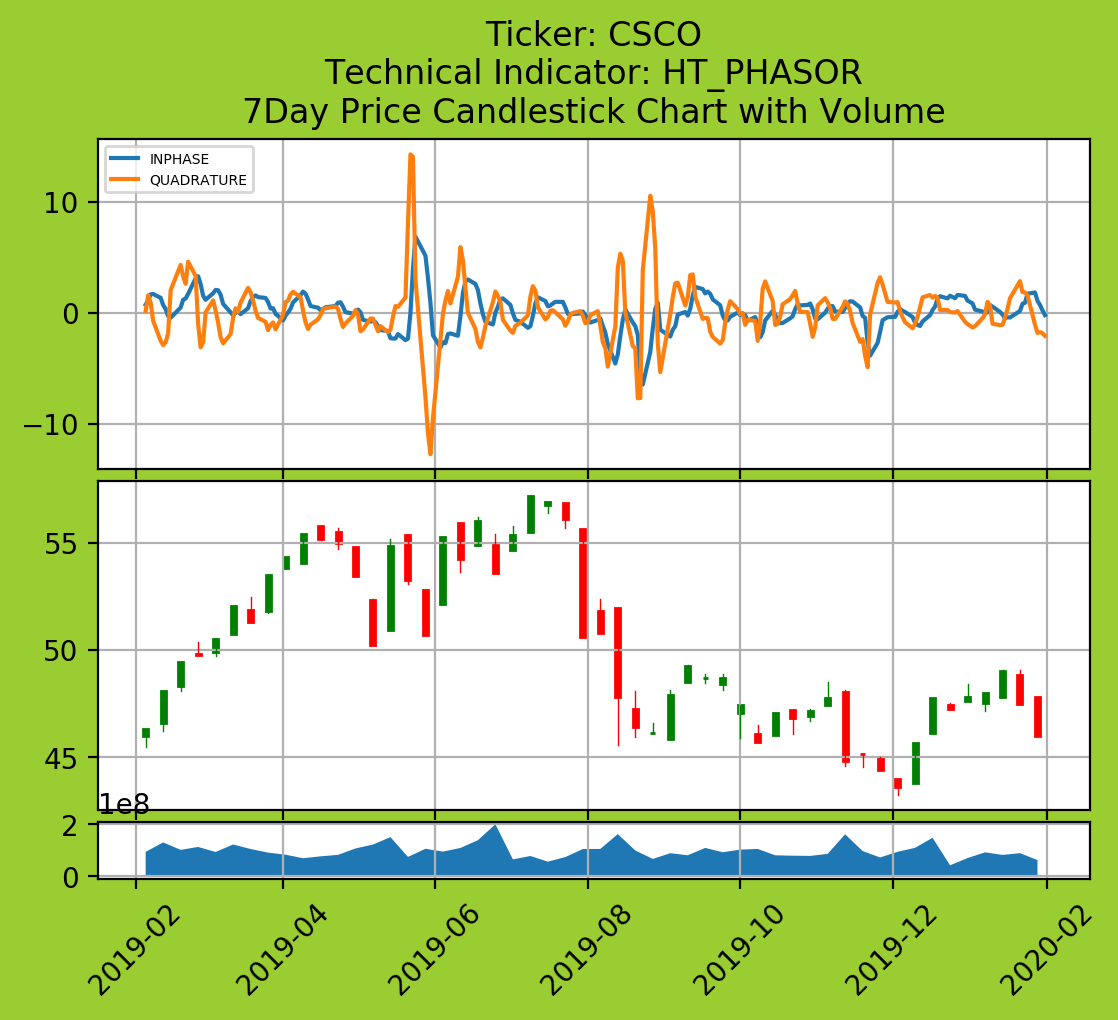 Ticker: CSCO
Technical Indicator: HT_PHASOR
7Day Price Candlestick Chart with Volume
INPHASE
QUADRATURE
10
0
−10
55
50
45
1e8
2
0
2019-02
2019-04
2019-06
2019-08
2019-10
2019-12
2020-02